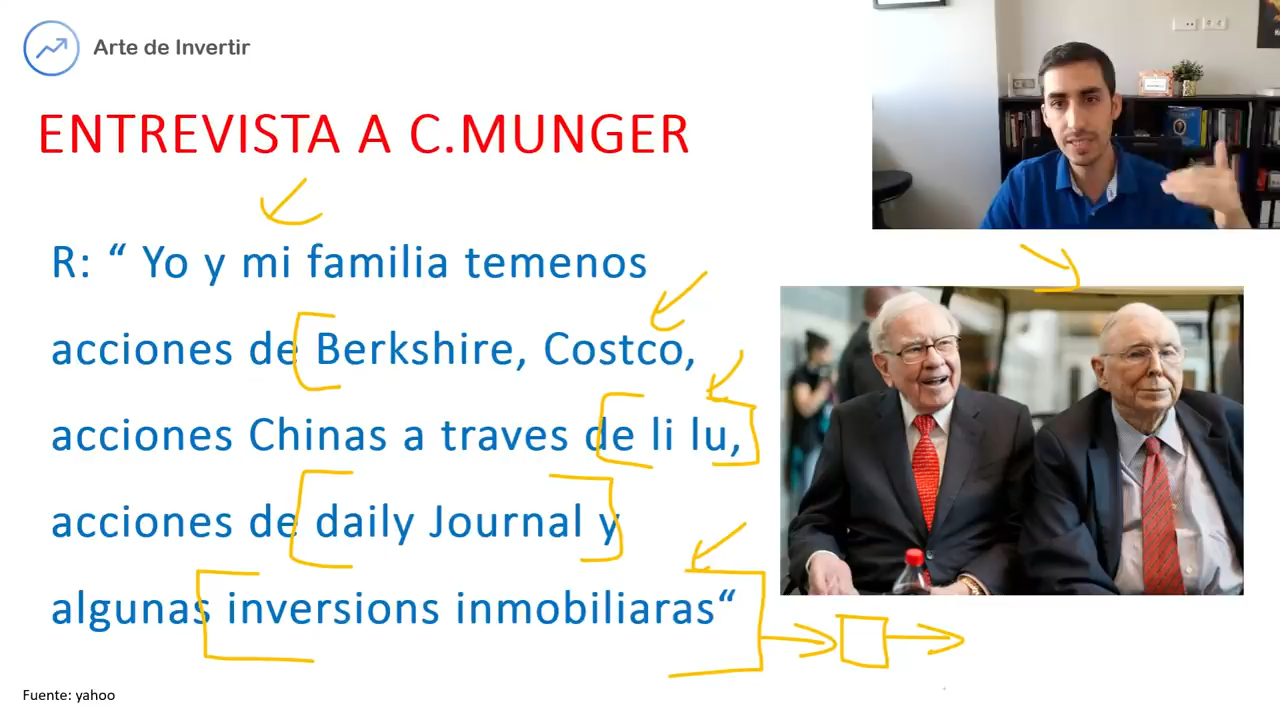 Arte de Invertir
ENTREVISTA A C.MUNGER
R: “ Yo y mi familia temenos
acciones de Berkshire, Costco,
acciones Chinas a traves de li lu,
acciones de daily Journal y
algunas inversions inmobiliaras“
Fuente: yahoo